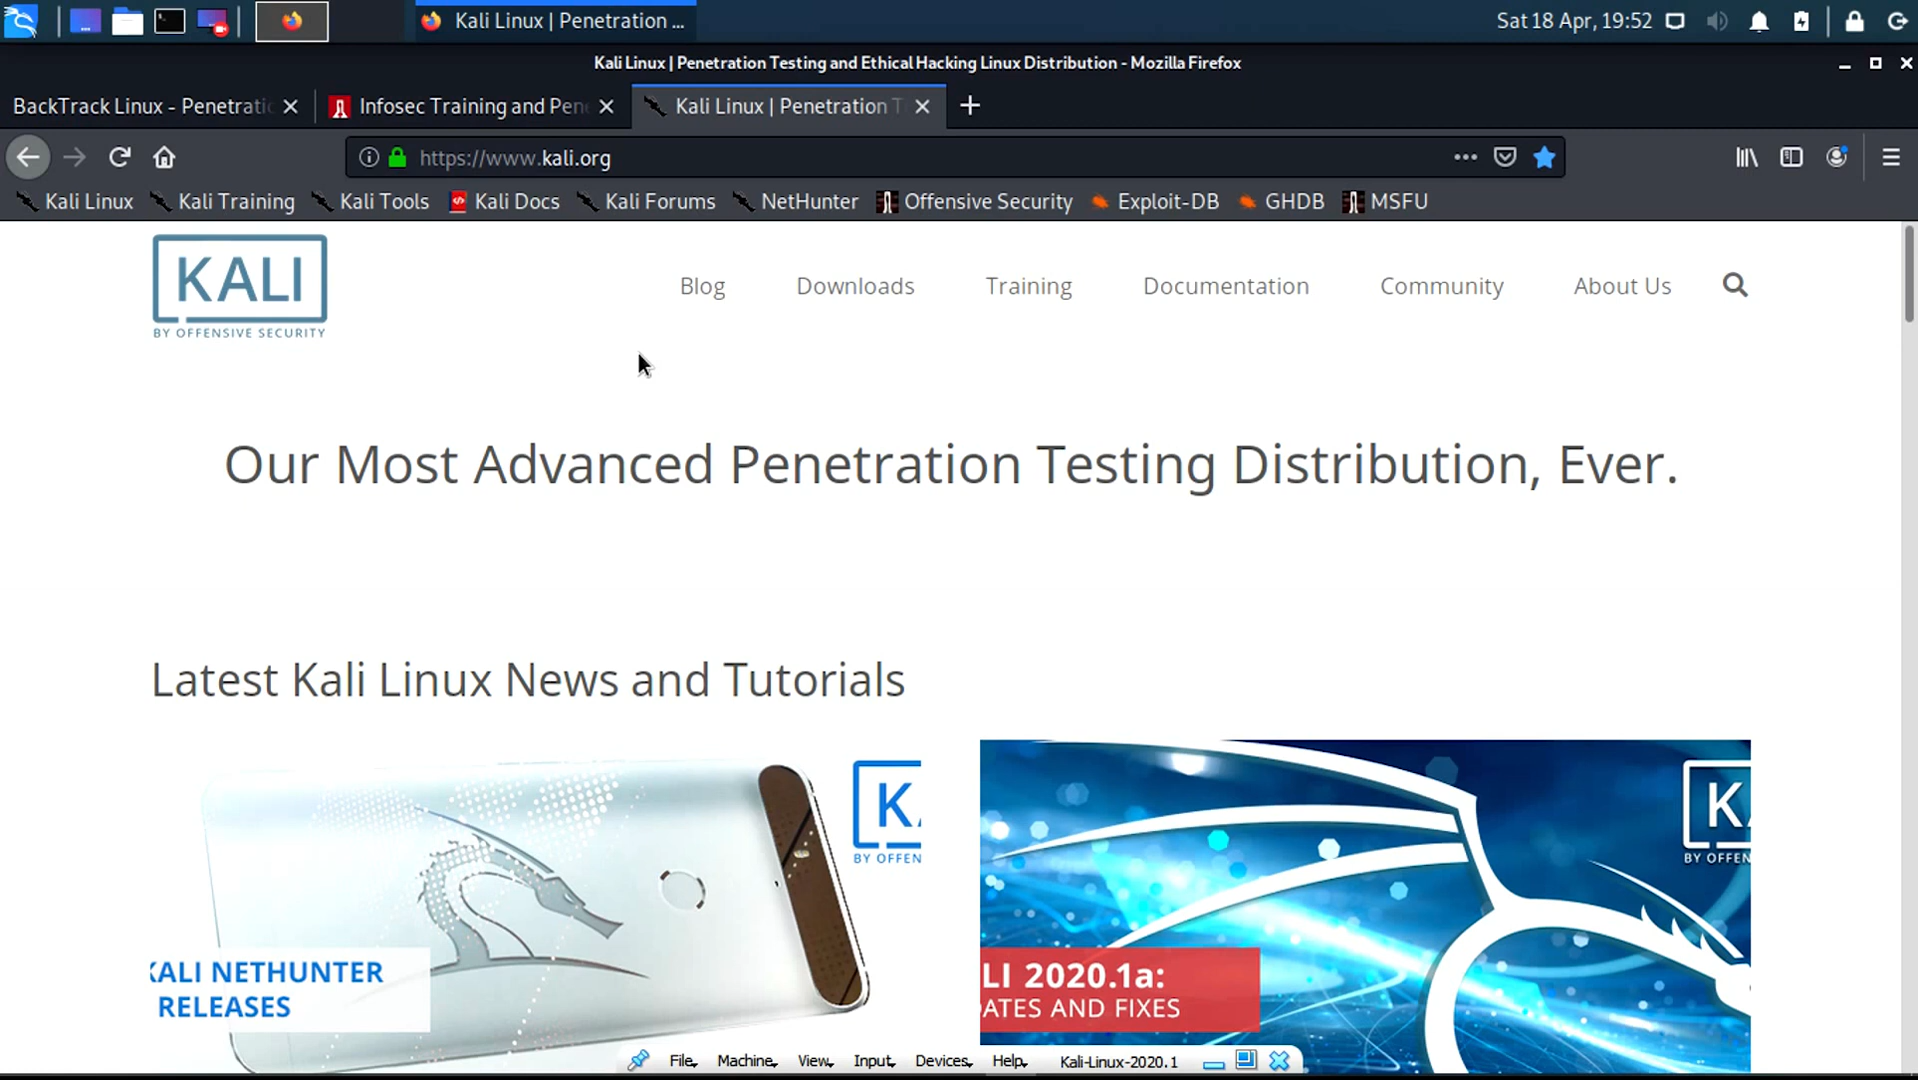 Kali Linux | Penetration ...
Sat 18 Apr, 19:52
Kali Linux | Penetration Testing and Ethical Hacking Linux Distribution - Mozilla Firefox
BackTrack Linux - Penetratic
Infosec Training and Pene
Kali Linux | Penetration T
https://www.kali.org
Kali Linux
Kali Training
Kali Tools
Kali Docs
Kali Forums
NetHunter
Offensive Security
Exploit-DB
GHDB
MSFU
KALI
BY OFFENSIVE SECURITY
Blog
Downloads
Training
Documentation
Community
About Us
Our Most Advanced Penetration Testing Distribution, Ever.
Latest Kali Linux News and Tutorials
K
BY OFFEN
KALI NETHUNTER
RELEASES
KA
BY OFFEN
LI 2020.1a:
DATES AND FIXES
File
Machine
View
Input
Devices
Help
Kali-Linux-2020.1